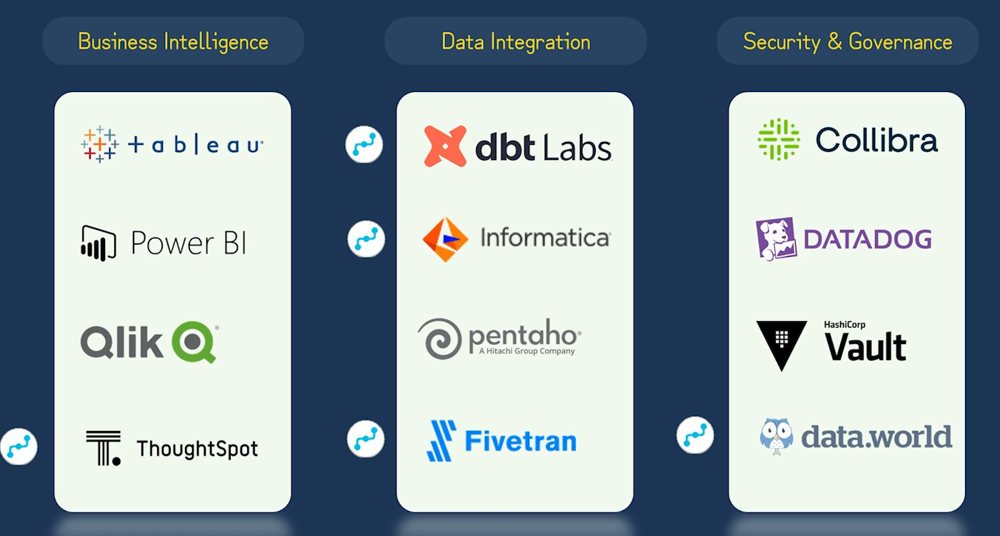 Business Intelligence
Data Integration
Security & Governance
+ a b l e a u®
Power BI
Qlik Q®
ThoughtSpot
dbt Labs
Informatica®
pentaho®
A Hitachi Group Company
Fivetran
Collibra
DATADOG
HashiCorp
Vault
data.world